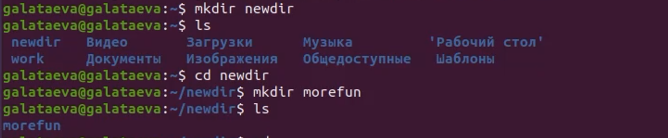 galataeva@galataeva:~$ mkdir newdir
galataeva@galataeva:~$ ls
newdir Видео Загрузки Музыка 'Рабочий стол'
work Документы Изображения Общедоступные Шаблоны
galataeva@galataeva:~$ cd newdir
galataeva@galataeva:~/newdir$ mkdir morefun
galataeva@galataeva:~/newdir$ ls
morefun